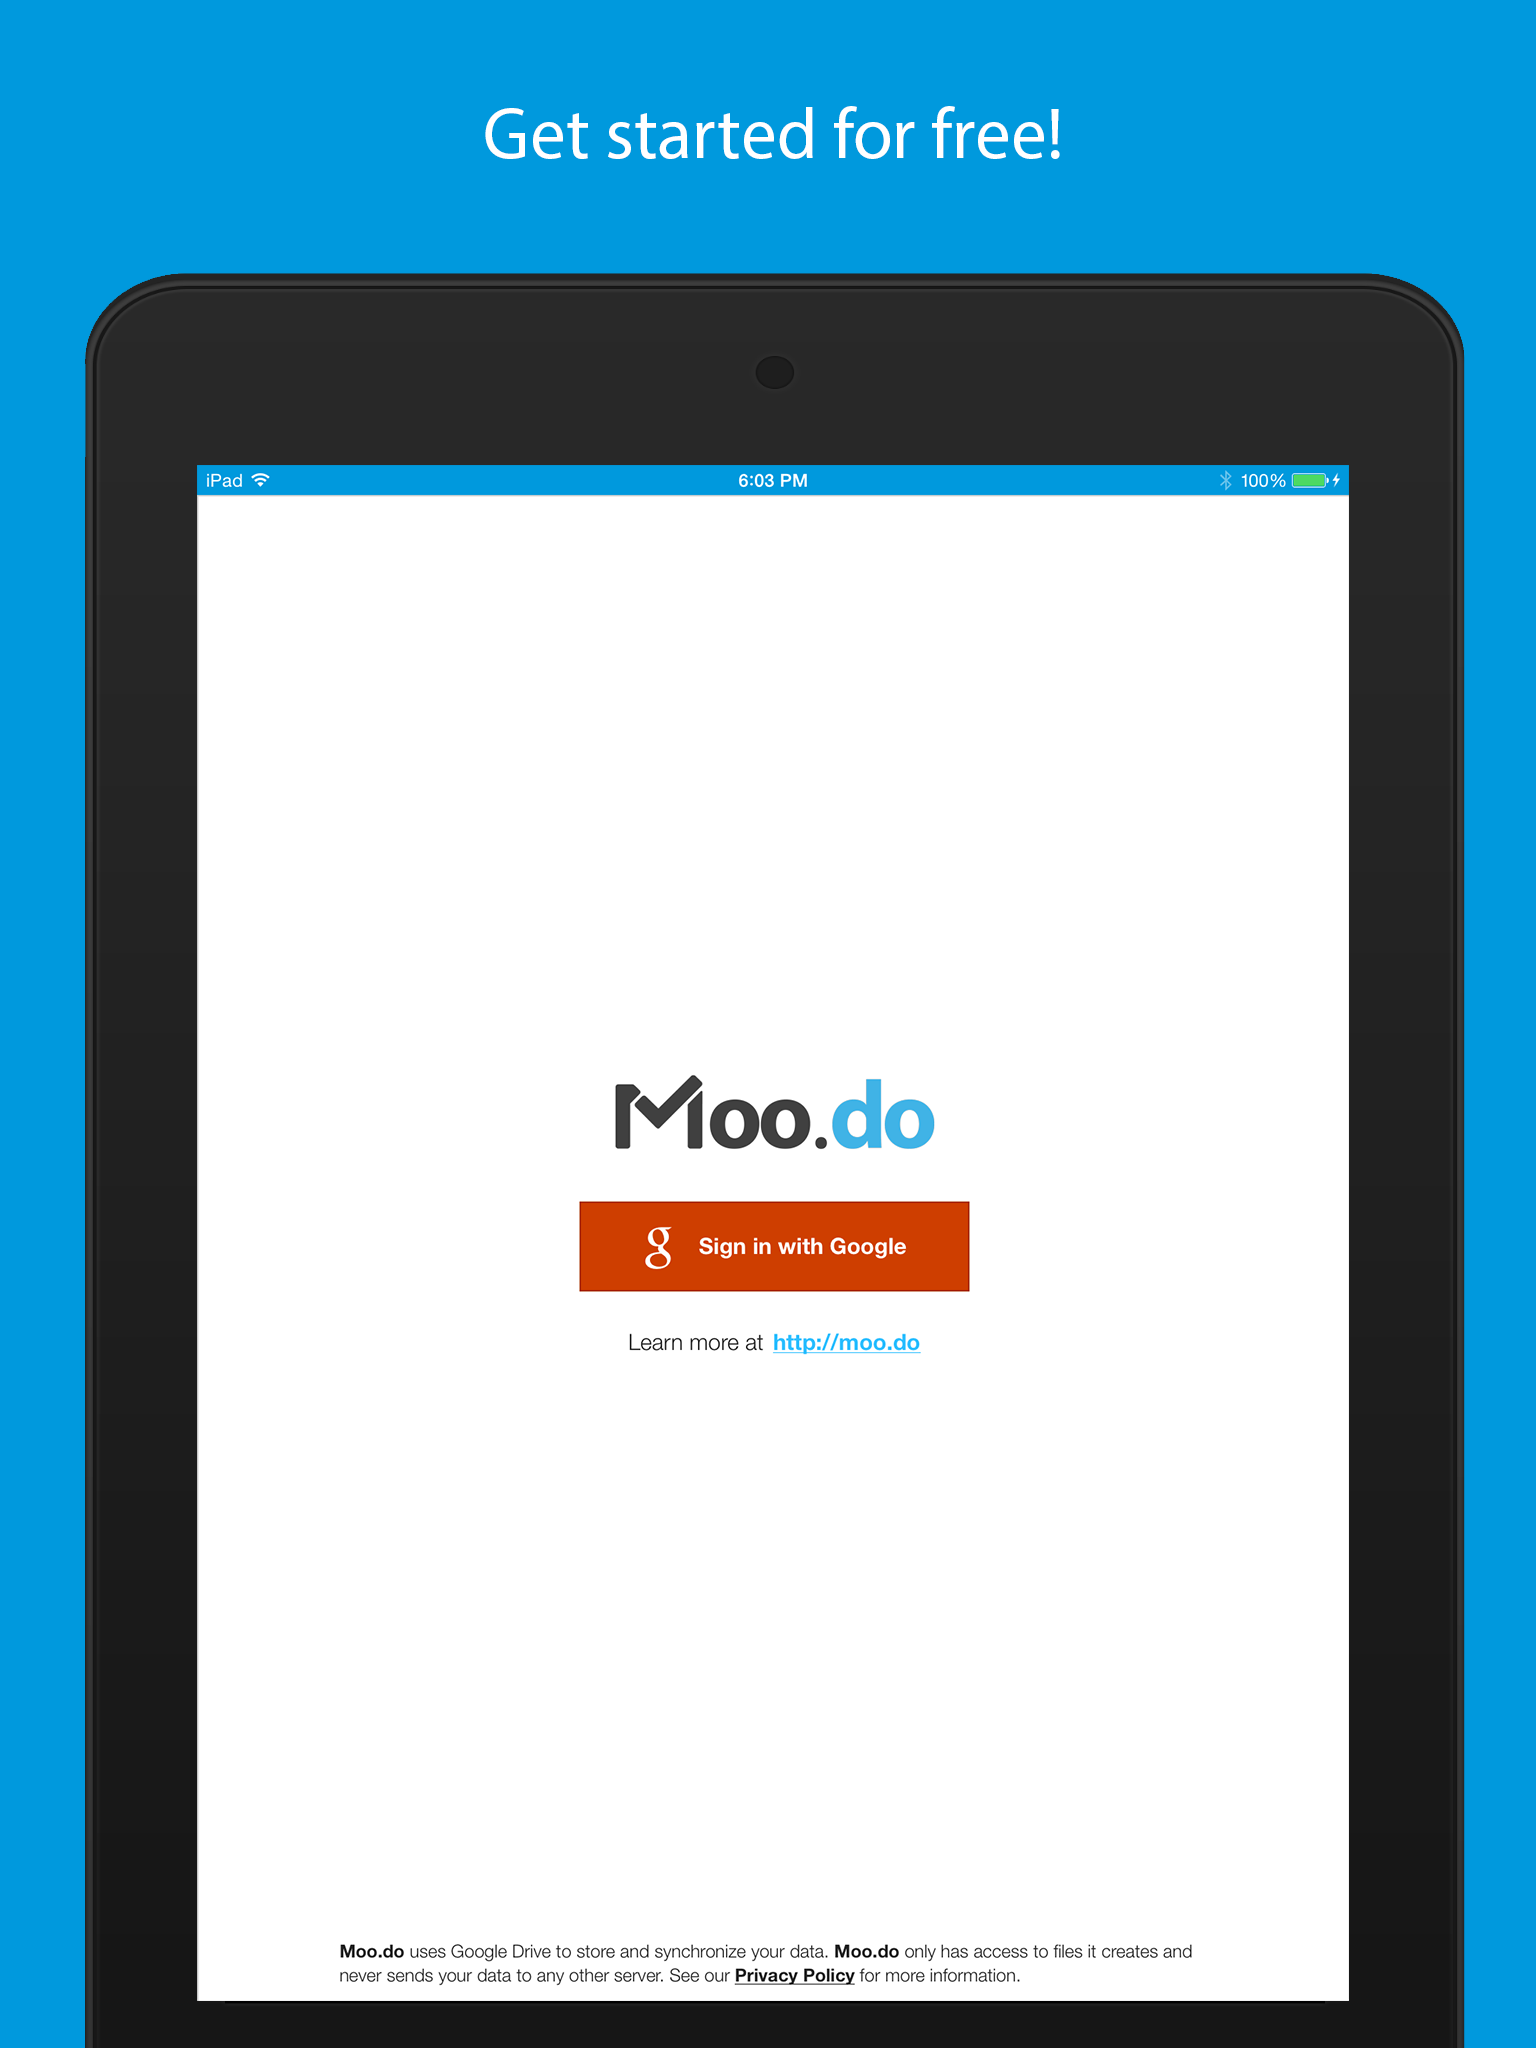 Get started for free!
iPad 6:03 PM 100%
Moo.do
g Sign in with Google
Learn more at http://moo.do
Moo.do uses Google Drive to store and synchronize your data. Moo.do only has access to files it creates and
never sends your data to any other server. See our Privacy Policy for more information.